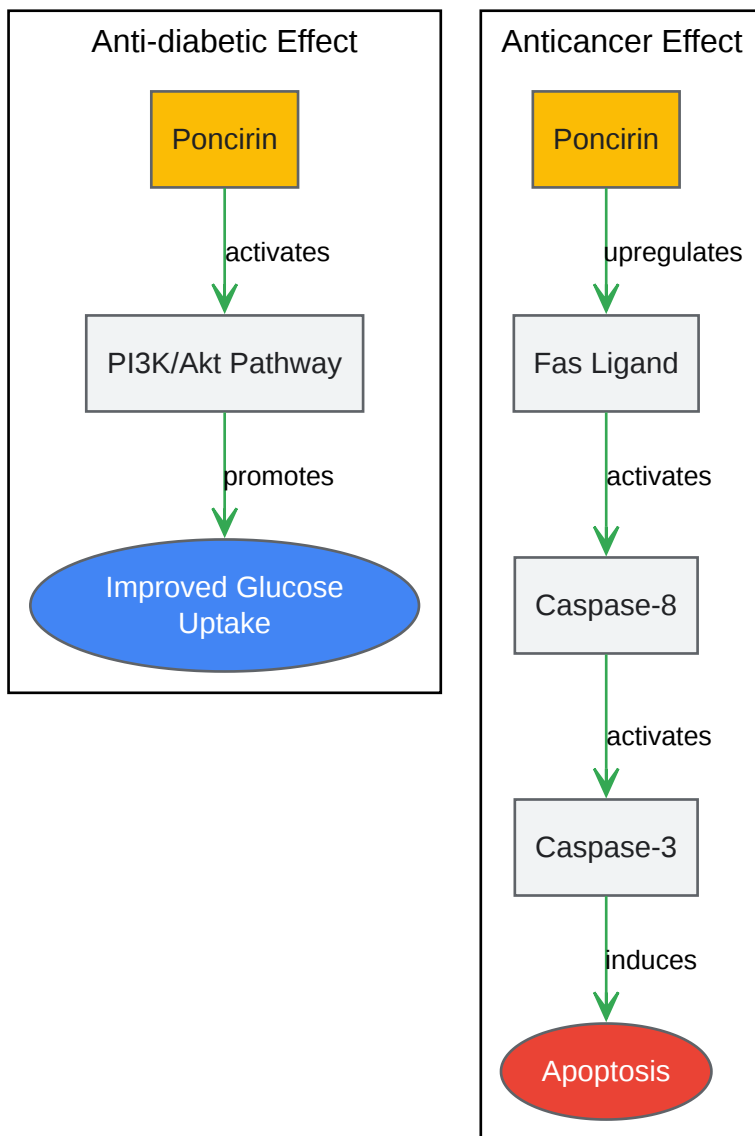 Anti-diabetic Effect
Poncirin
activates
PI3K/Akt Pathway
promotes
Improved Glucose
Uptake
Anticancer Effect
Poncirin
upregulates
Fas Ligand
activates
Caspase-8
activates
Caspase-3
induces
Apoptosis